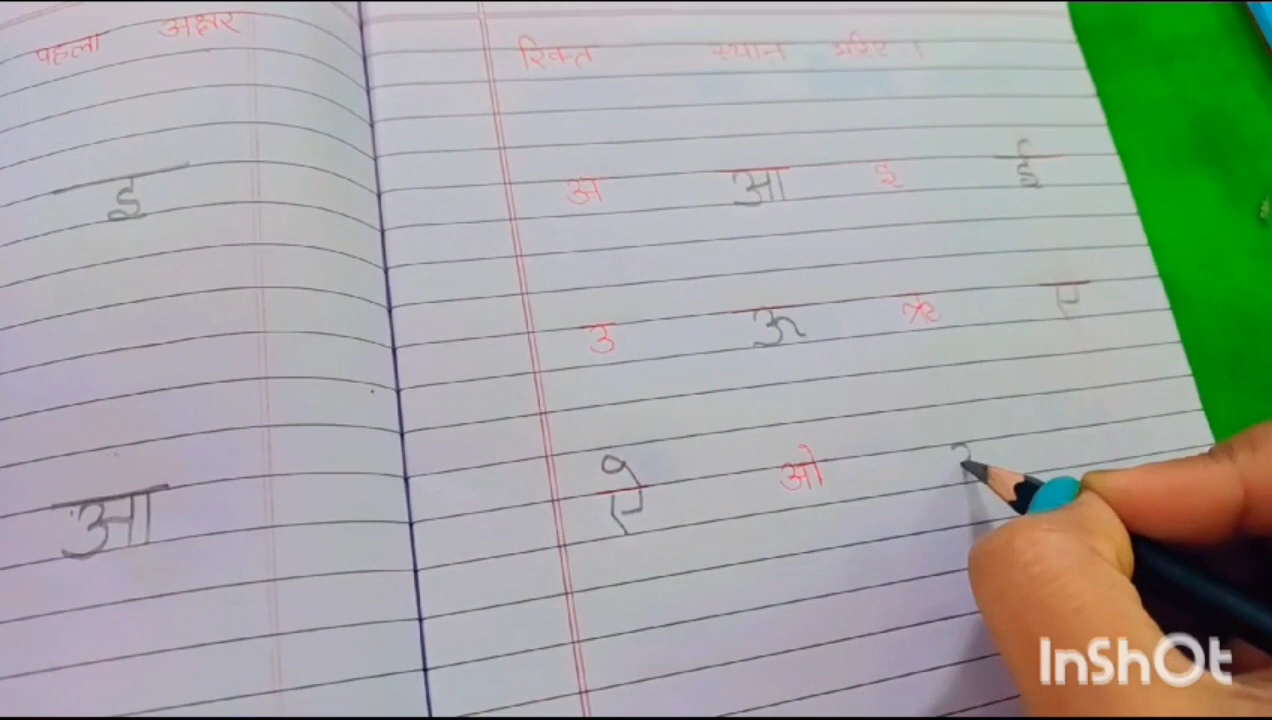 पहला अक्षर
इ
आ
रिक्त स्थान भरिए ।
अ आ इ ई
उ ऊ ऋ ए
ऐ ओ
InShOt